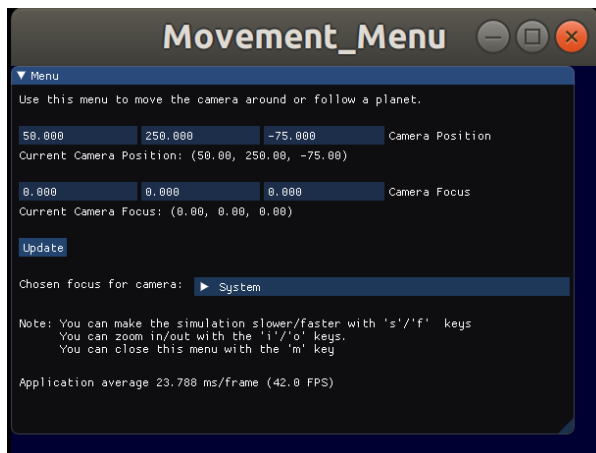 Movement_Menu
Menu
Use this menu to move the camera around or follow a planet.
50.000 250.000 -75.000 Camera Position
Current Camera Position: (50.00, 250.00, -75.00)
0.000 0.000 0.000 Camera Focus
Current Camera Focus: (0.00, 0.00, 0.00)
Update
Chosen focus for camera: System
Note: You can make the simulation slower/faster with 's'/'f' keys
You can zoom in/out with the 'i'/'o' keys.
You can close this menu with the 'm' key
Application average 23.788 ms/frame (42.0 FPS)